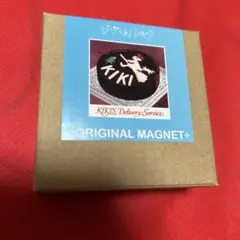 KIKI
KIKI'S Delivery Service
ORIGINAL MAGNET+